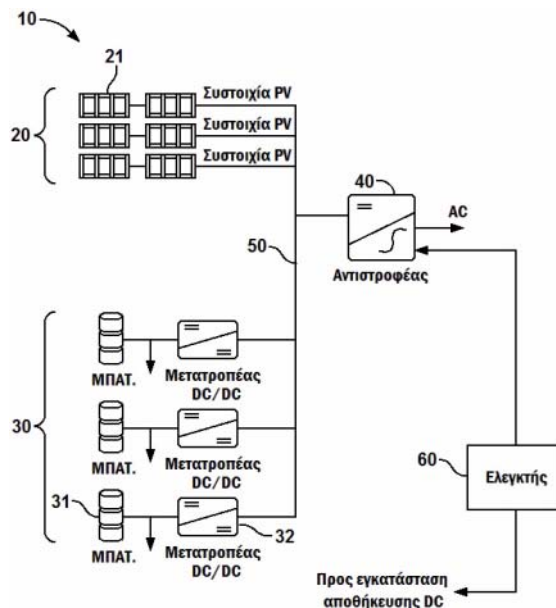 10
21
Συστοιχία PV
Συστοιχία PV
Συστοιχία PV
20
40
AC
Αντιστροφέας
50
30
ΜΠΑΤ.
Μετατροπέας
DC/DC
ΜΠΑΤ.
Μετατροπέας
DC/DC
31
ΜΠΑΤ.
Μετατροπέας
DC/DC
32
60
Ελεγκτής
Προς εγκατάσταση
αποθήκευσης DC